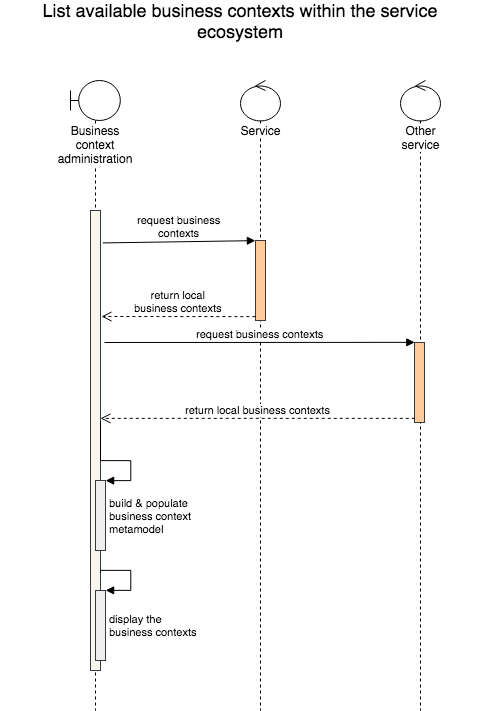 List available business contexts within the service
ecosystem
Business
context
administration
Service
Other
service
request business
contexts
return local
business contexts
request business contexts
return local business contexts
build & populate
business context
metamodel
display the
business contexts